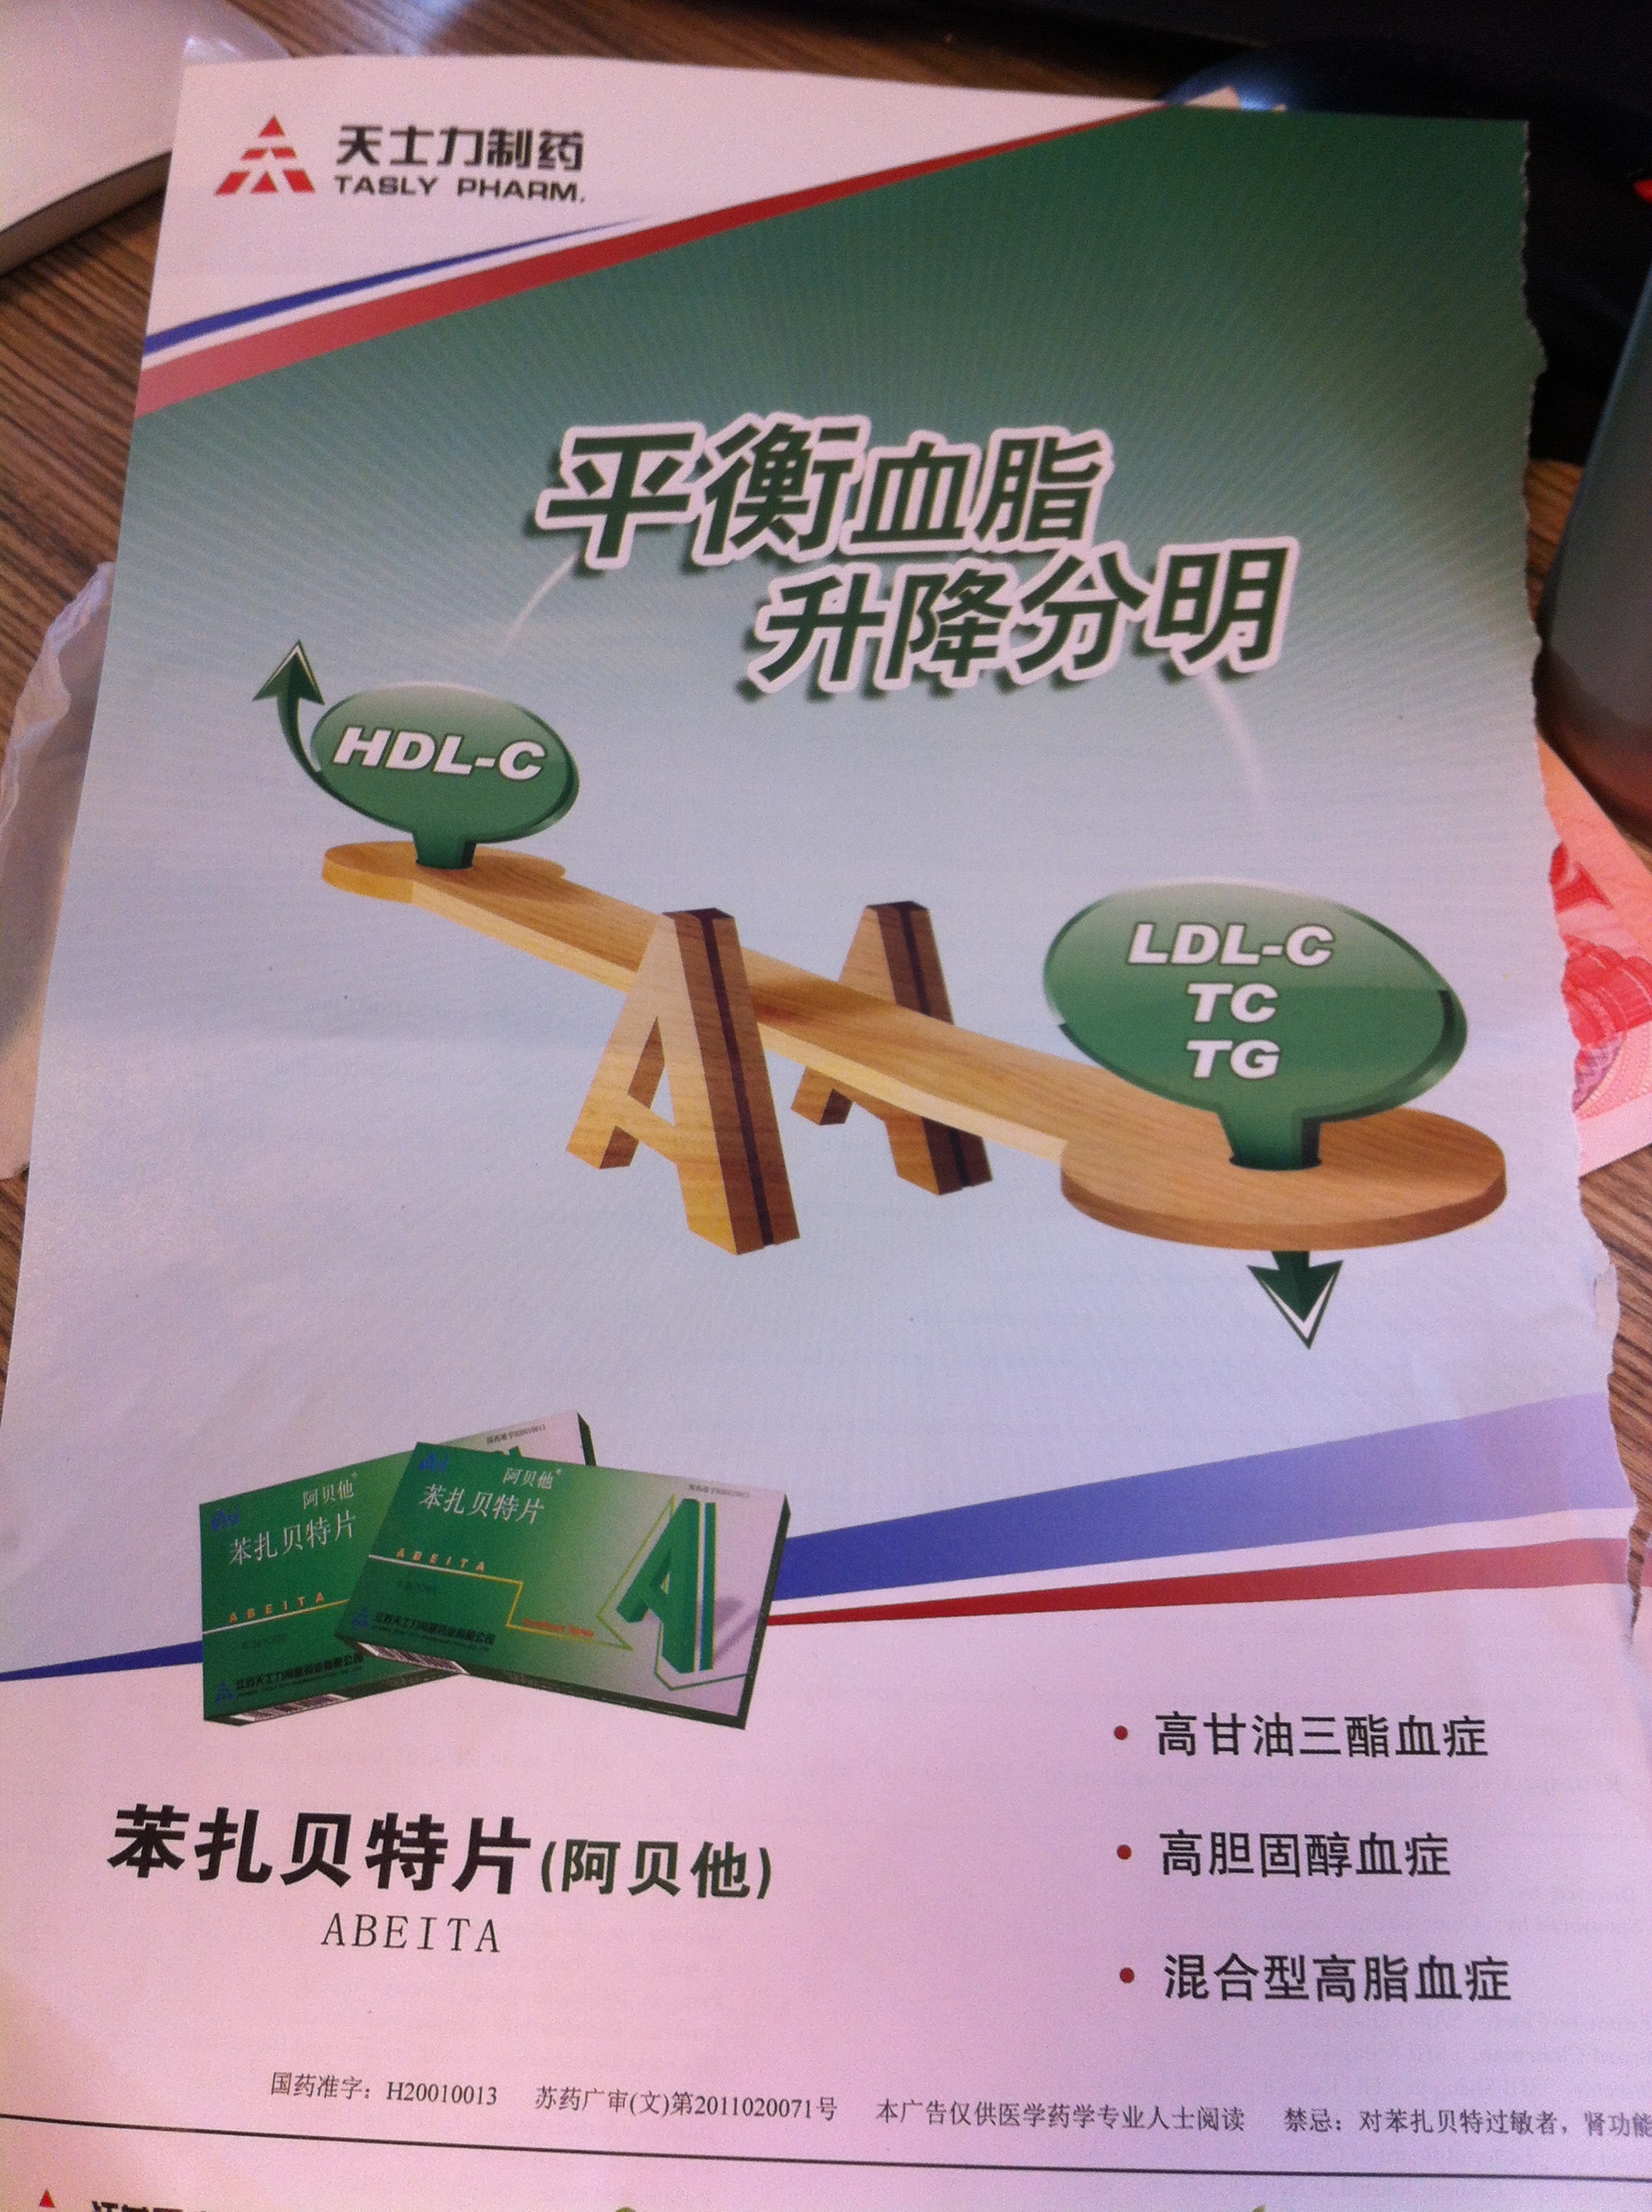 天士力制药
TASLY PHARM.
平衡血脂
升降分明
HDL-C
LDL-C
TC
TG
阿贝他®
苯扎贝特片
ABEITA
阿贝他®
苯扎贝特片
ABEITA
苯扎贝特片(阿贝他)
ABEITA
• 高甘油三酯血症
• 高胆固醇血症
• 混合型高脂血症
国药准字：H20010013 苏药广审(文)第2011020071号 本广告仅供医学药学专业人士阅读 禁忌：对苯扎贝特过敏者，肾功能